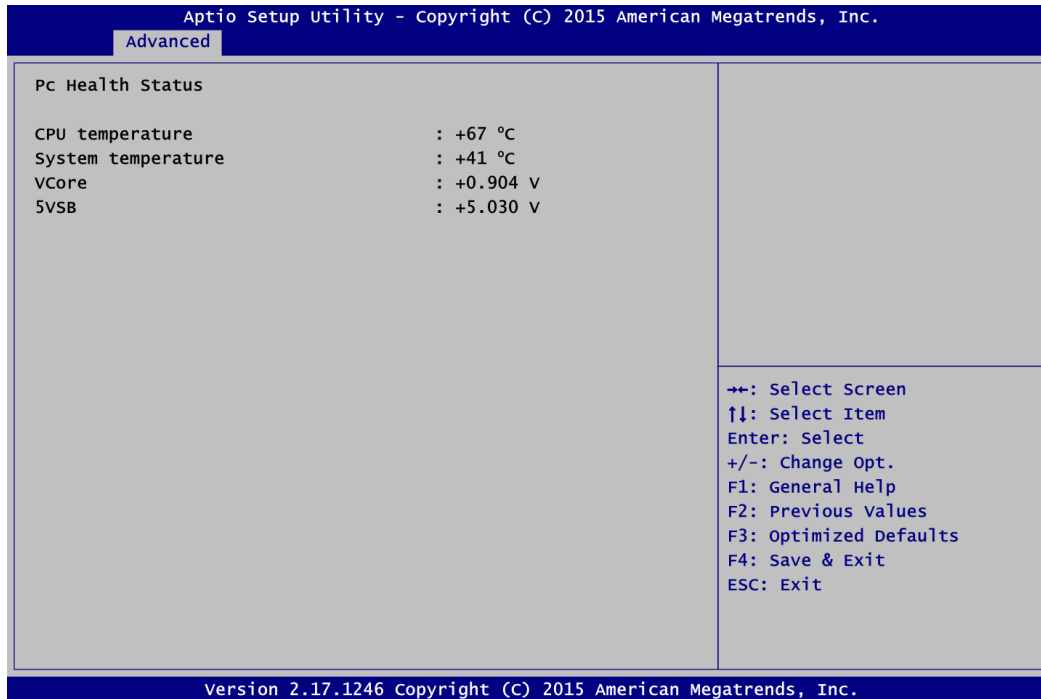 Aptio Setup Utility – Copyright (C) 2015 American Megatrends, Inc.
Advanced
Pc Health Status
CPU temperature : +67 °C
System temperature : +41 °C
VCore : +0.904 V
5VSB : +5.030 V
→←: Select Screen
↑↓: Select Item
Enter: Select
+/-: Change Opt.
F1: General Help
F2: Previous Values
F3: Optimized Defaults
F4: Save & Exit
ESC: Exit
Version 2.17.1246 Copyright (C) 2015 American Megatrends, Inc.